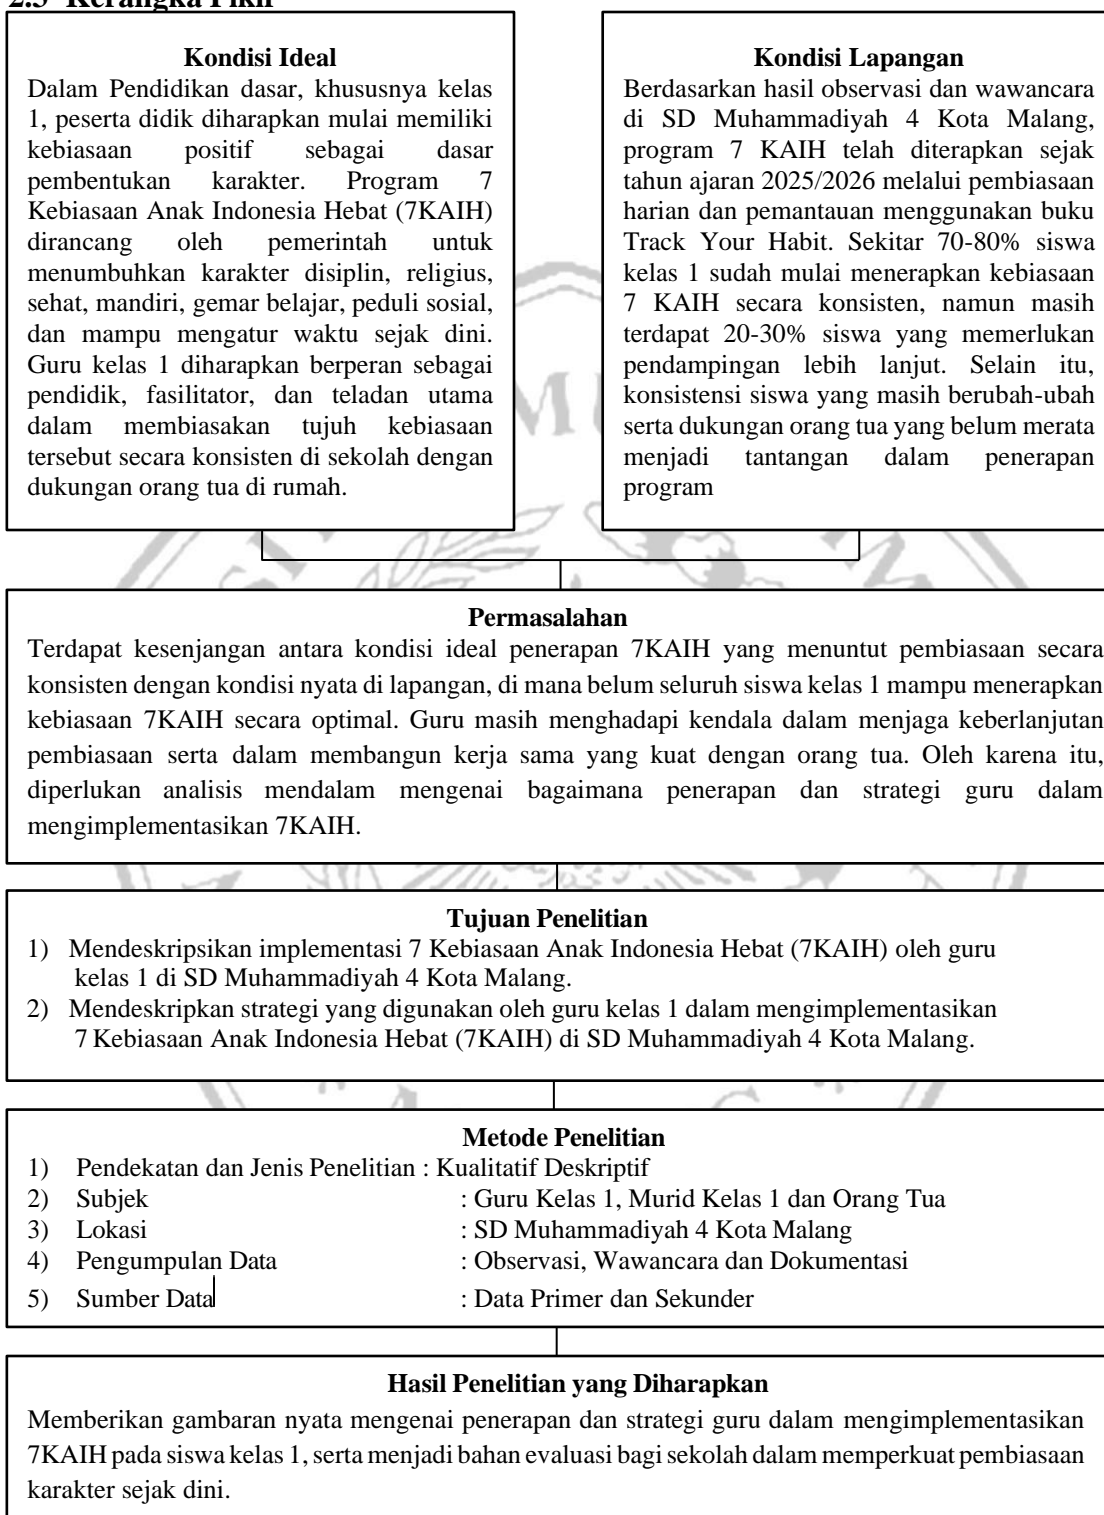 2.3 Kerangka Pikir
Kondisi Ideal
Dalam Pendidikan dasar, khususnya kelas
1, peserta didik diharapkan mulai memiliki
kebiasaan positif sebagai dasar
pembentukan karakter. Program 7
Kebiasaan Anak Indonesia Hebat (7KAIH)
dirancang oleh pemerintah untuk
menumbuhkan karakter disiplin, religius,
sehat, mandiri, gemar belajar, peduli sosial,
dan mampu mengatur waktu sejak dini.
Guru kelas 1 diharapkan berperan sebagai
pendidik, fasilitator, dan teladan utama
dalam membiasakan tujuh kebiasaan
tersebut secara konsisten di sekolah dengan
dukungan orang tua di rumah.
Kondisi Lapangan
Berdasarkan hasil observasi dan wawancara
di SD Muhammadiyah 4 Kota Malang,
program 7 KAIH telah diterapkan sejak
tahun ajaran 2025/2026 melalui pembiasaan
harian dan pemantauan menggunakan buku
Track Your Habit. Sekitar 70-80% siswa
kelas 1 sudah mulai menerapkan kebiasaan
7 KAIH secara konsisten, namun masih
terdapat 20-30% siswa yang memerlukan
pendampingan lebih lanjut. Selain itu,
konsistensi siswa yang masih berubah-ubah
serta dukungan orang tua yang belum merata
menjadi tantangan dalam penerapan
program
Permasalahan
Terdapat kesenjangan antara kondisi ideal penerapan 7KAIH yang menuntut pembiasaan secara
konsisten dengan kondisi nyata di lapangan, di mana belum seluruh siswa kelas 1 mampu menerapkan
kebiasaan 7KAIH secara optimal. Guru masih menghadapi kendala dalam menjaga keberlanjutan
pembiasaan serta dalam membangun kerja sama yang kuat dengan orang tua. Oleh karena itu,
diperlukan analisis mendalam mengenai bagaimana penerapan dan strategi guru dalam
mengimplementasikan 7KAIH.
Tujuan Penelitian
1) Mendeskripsikan implementasi 7 Kebiasaan Anak Indonesia Hebat (7KAIH) oleh guru
kelas 1 di SD Muhammadiyah 4 Kota Malang.
2) Mendeskripkan strategi yang digunakan oleh guru kelas 1 dalam mengimplementasikan
7 Kebiasaan Anak Indonesia Hebat (7KAIH) di SD Muhammadiyah 4 Kota Malang.
Metode Penelitian
1) Pendekatan dan Jenis Penelitian : Kualitatif Deskriptif
2) Subjek : Guru Kelas 1, Murid Kelas 1 dan Orang Tua
3) Lokasi : SD Muhammadiyah 4 Kota Malang
4) Pengumpulan Data : Observasi, Wawancara dan Dokumentasi
5) Sumber Data : Data Primer dan Sekunder
Hasil Penelitian yang Diharapkan
Memberikan gambaran nyata mengenai penerapan dan strategi guru dalam mengimplementasikan
7KAIH pada siswa kelas 1, serta menjadi bahan evaluasi bagi sekolah dalam memperkuat pembiasaan
karakter sejak dini.